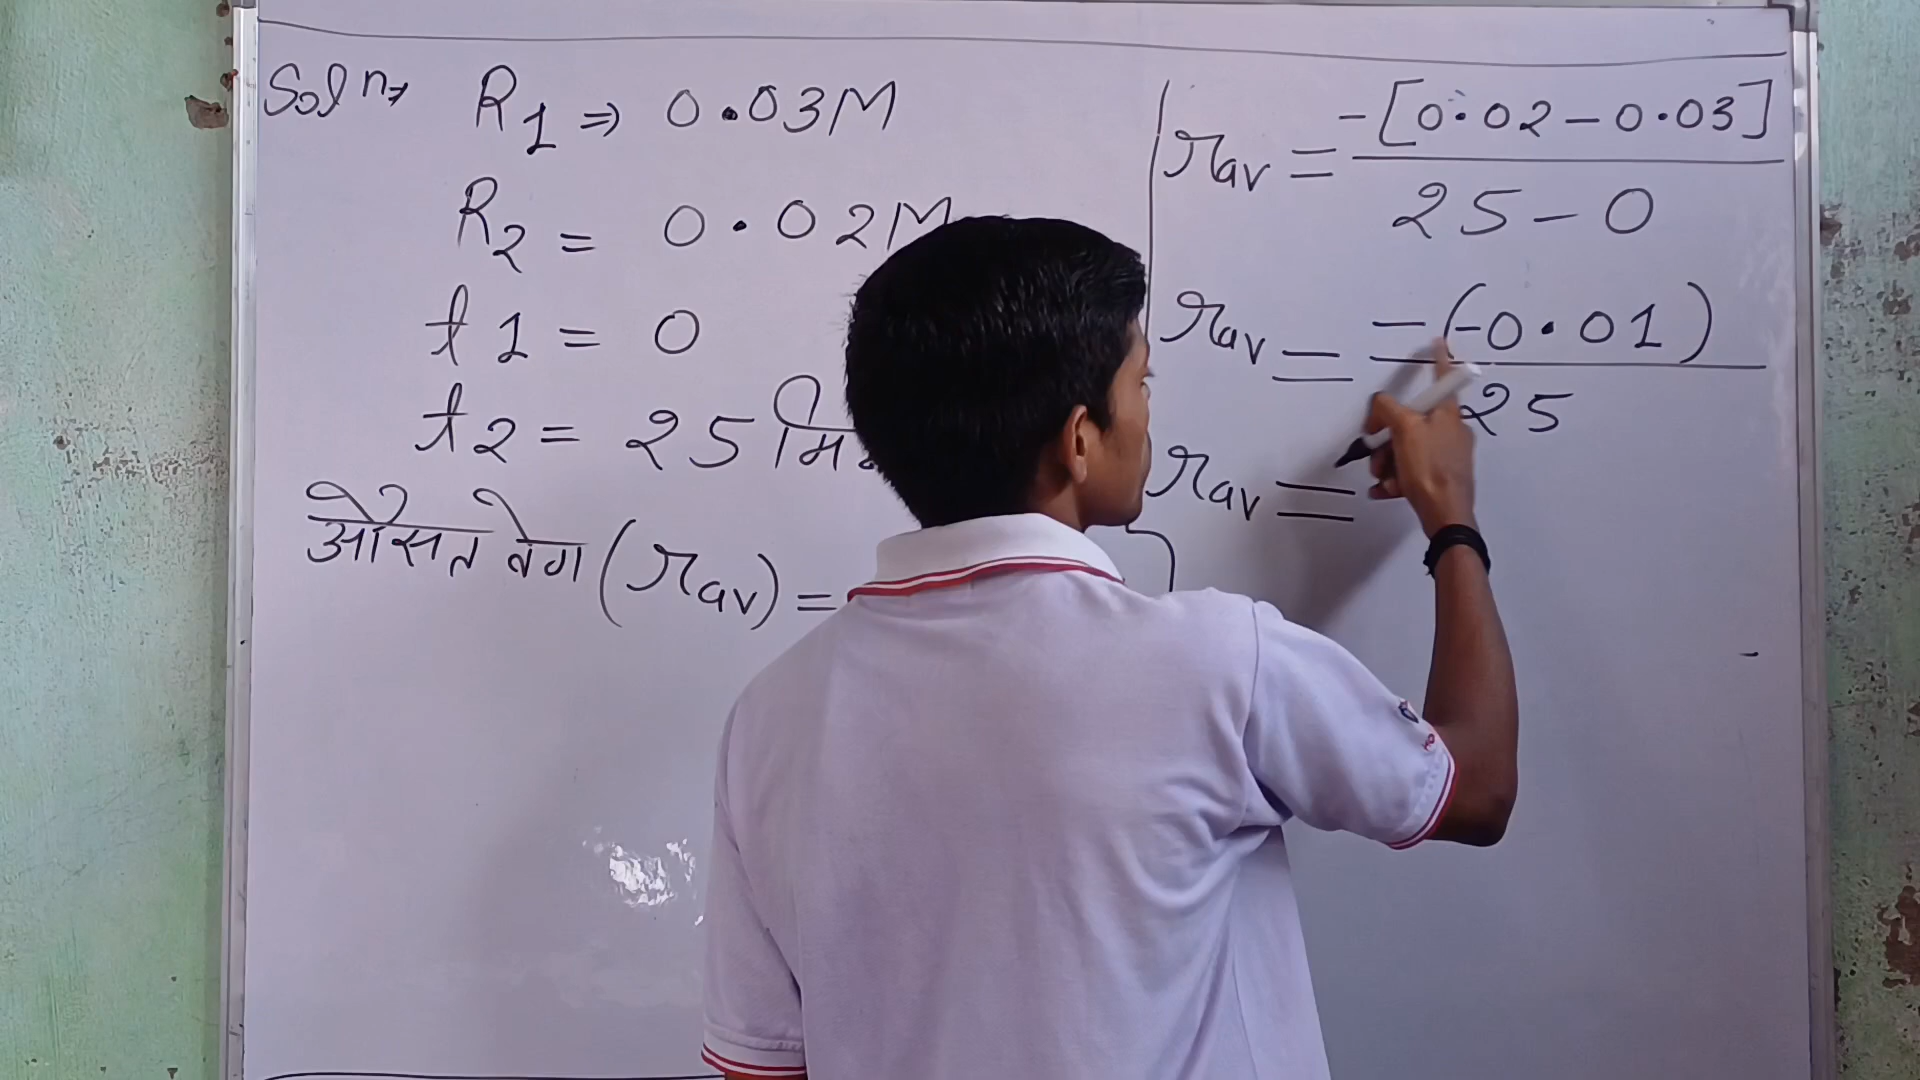 Soln→ R1 ⇒ 0.03M
R2 = 0.02M
t1 = 0
t2 = 25
औसत वेग (rav) =
rav = -[0.02-0.03]
25-0
rav = -(-0.01)
25
rav =